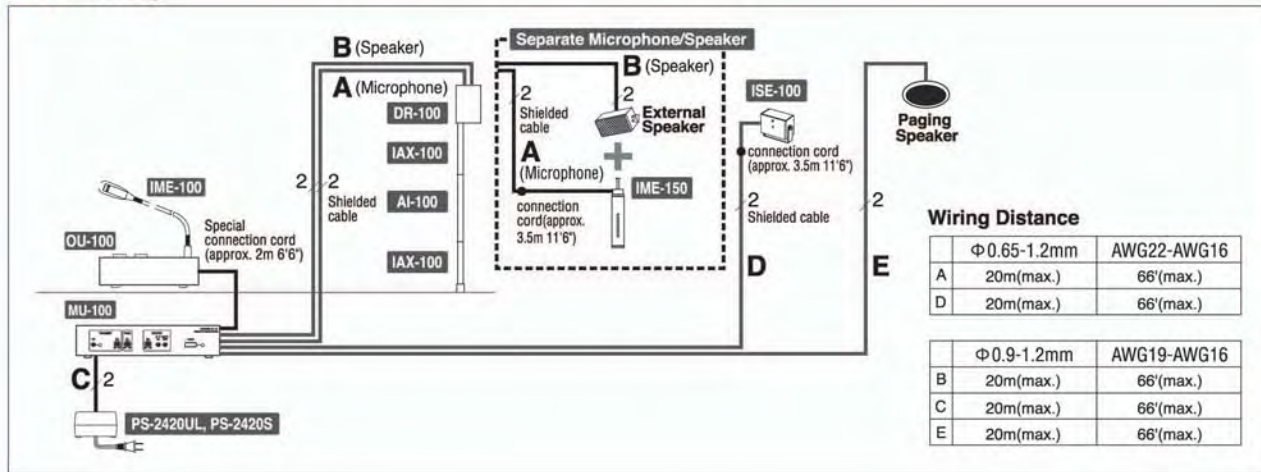 B (Speaker)
A (Microphone)
DR-100
IAX-100
AI-100
IAX-100
2 2
Shielded
cable
IME-100
OU-100
Special
connection cord
(approx. 2m 6'6")
MU-100
C 2
PS-2420UL, PS-2420S
Separate Microphone/Speaker
B (Speaker)
2
Shielded
cable
2
External
Speaker
A
(Microphone)
IME-150
connection
cord(approx.
3.5m 11'6")
ISE-100
connection cord
(approx. 3.5m 11'6")
2
Shielded cable
D
E
2
Paging
Speaker
Wiring Distance
Φ0.65-1.2mm AWG22-AWG16
A 20m(max.) 66'(max.)
D 20m(max.) 66'(max.)
Φ0.9-1.2mm AWG19-AWG16
B 20m(max.) 66'(max.)
C 20m(max.) 66'(max.)
E 20m(max.) 66'(max.)